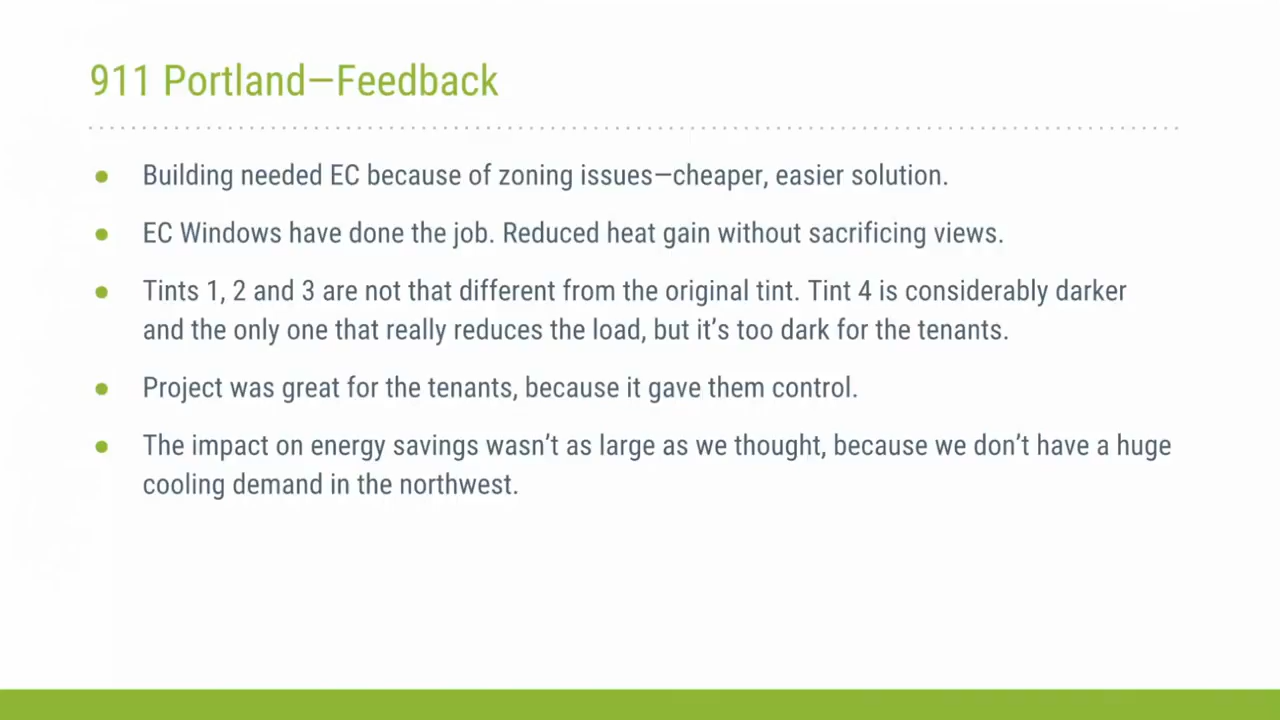 911 Portland—Feedback
● Building needed EC because of zoning issues—cheaper, easier solution.
● EC Windows have done the job. Reduced heat gain without sacrificing views.
● Tints 1, 2 and 3 are not that different from the original tint. Tint 4 is considerably darker
and the only one that really reduces the load, but it’s too dark for the tenants.
● Project was great for the tenants, because it gave them control.
● The impact on energy savings wasn’t as large as we thought, because we don’t have a huge
cooling demand in the northwest.